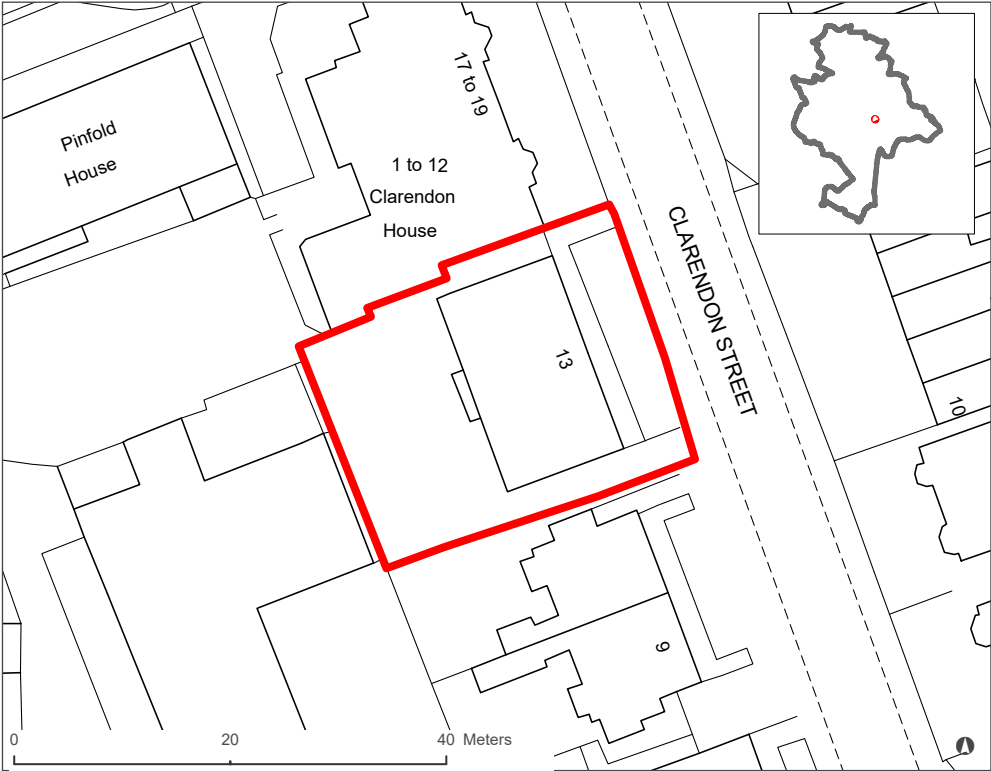 17 to 19
Pinfold
House
1 to 12
Clarendon
House
CLARENDON STREET
13
10
9
0 20 40 Meters